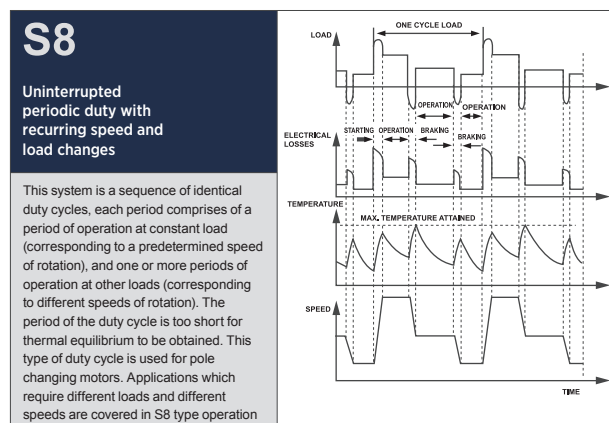 S8
Uninterrupted
periodic duty with
recurring speed and
load changes
This system is a sequence of identical
duty cycles, each period comprises of a
period of operation at constant load
(corresponding to a predetermined speed
of rotation), and one or more periods of
operation at other loads (corresponding
to different speeds of rotation). The
period of the duty cycle is too short for
thermal equilibrium to be obtained. This
type of duty cycle is used for pole
changing motors. Applications which
require different loads and different
speeds are covered in S8 type operation
ONE CYCLE LOAD
LOAD
OPERATION
OPERATION
ELECTRICAL
LOSSES
STARTING
OPERATION
BRAKING
BRAKING
TEMPERATURE
MAX. TEMPERATURE ATTAINED
SPEED
TIME